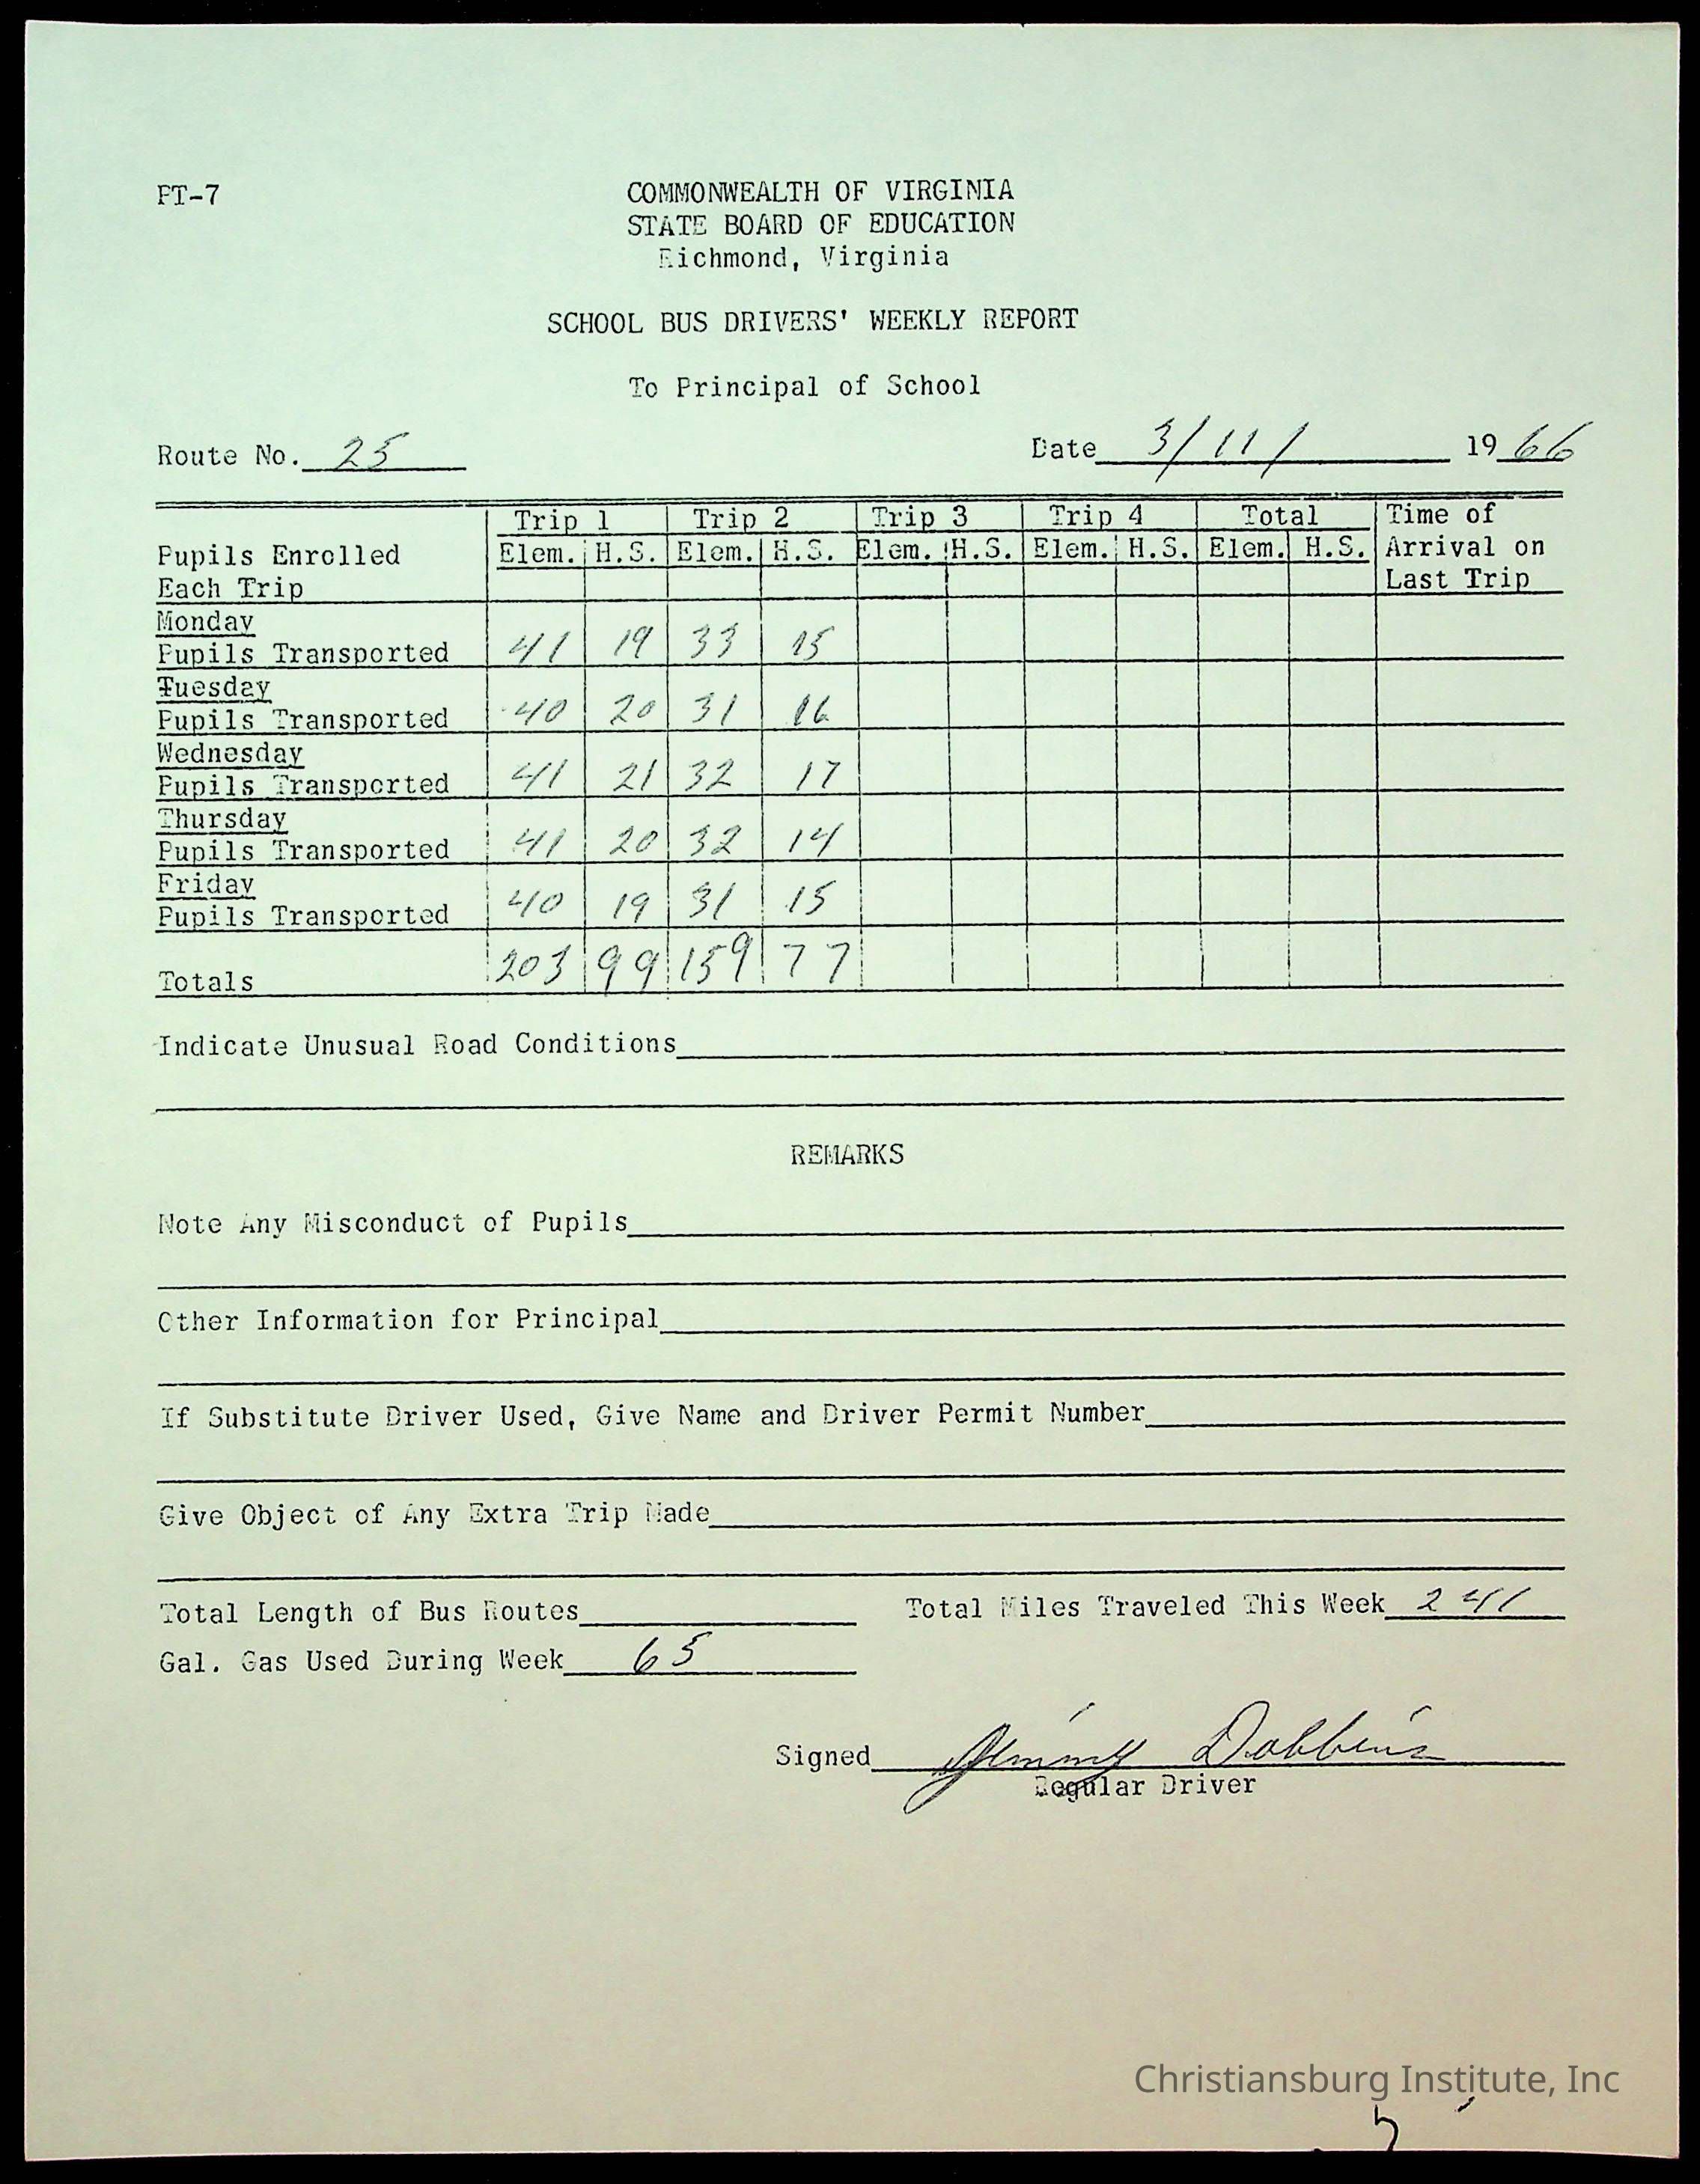 PT-7
COMMONWEALTH OF VIRGINIA
STATE BOARD OF EDUCATION
Richmond, Virginia
SCHOOL BUS DRIVERS' WEEKLY REPORT
To Principal of School
Route No. 25 Date 3/11/ 1966
Trip 1 Trip 2 Trip 3 Trip 4 Total Time of
Pupils Enrolled Elem. H.S. Elem. H.S. Elem. H.S. Elem. H.S. Elem. H.S. Arrival on
Each Trip Last Trip
Monday
Pupils Transported 41 19 33 15
Tuesday
Pupils Transported 40 20 31 16
Wednesday
Pupils Transported 41 21 32 17
Thursday
Pupils Transported 41 20 32 14
Friday
Pupils Transported 40 19 31 15
Totals 203 99 159 77
Indicate Unusual Road Conditions
REMARKS
Note Any Misconduct of Pupils
Other Information for Principal
If Substitute Driver Used, Give Name and Driver Permit Number
Give Object of Any Extra Trip Made
Total Length of Bus Routes Total Miles Traveled This Week 241
Gal. Gas Used During Week 65
Signed Jimmy Dobbins
Regular Driver
Christiansburg Institute, Inc